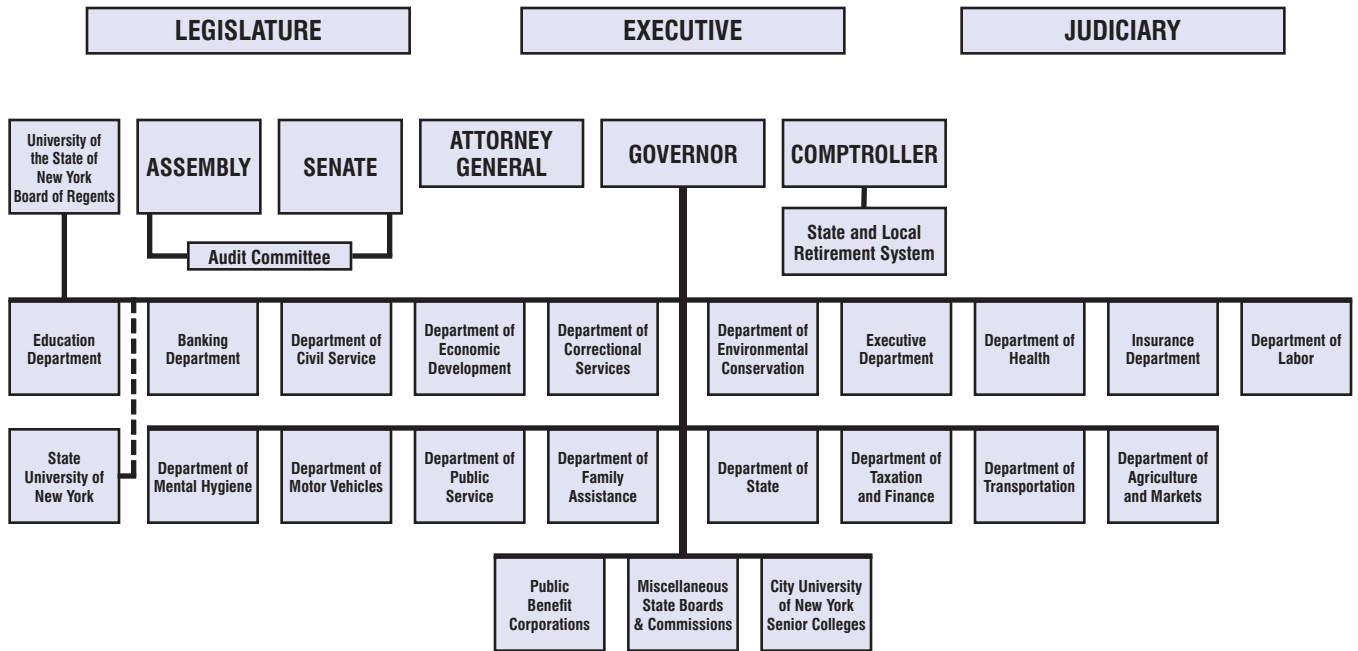 LEGISLATURE
EXECUTIVE
JUDICIARY
University of
the State of
New York
Board of Regents
ASSEMBLY
SENATE
ATTORNEY
GENERAL
GOVERNOR
COMPTROLLER
Audit Committee
State and Local
Retirement System
Education
Department
Banking
Department
Department of
Civil Service
Department of
Economic
Development
Department of
Correctional
Services
Department of
Environmental
Conservation
Executive
Department
Department of
Health
Insurance
Department
Department of
Labor
State
University of
New York
Department of
Mental Hygiene
Department of
Motor Vehicles
Department of
Public
Service
Department of
Family
Assistance
Department of
State
Department of
Taxation
and Finance
Department of
Transportation
Department of
Agriculture
and Markets
Public
Benefit
Corporations
Miscellaneous
State Boards
& Commissions
City University
of New York
Senior Colleges